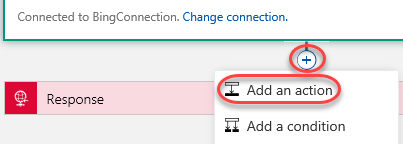 Connected to BingConnection. Change connection.
Add an action
Response
Add a condition